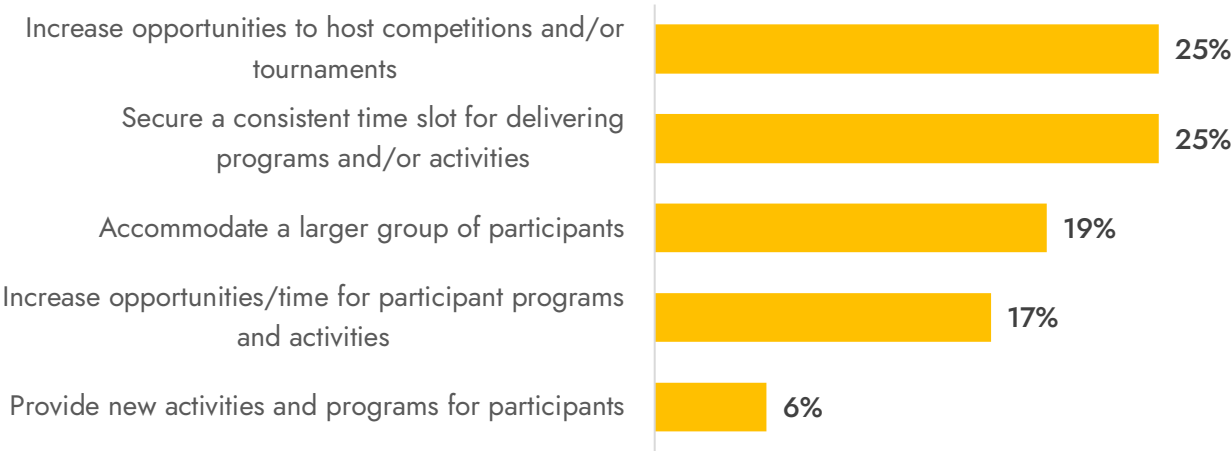 Increase opportunities to host competitions and/or
tournaments
25%
Secure a consistent time slot for delivering
programs and/or activities
25%
Accommodate a larger group of participants
19%
Increase opportunities/time for participant programs
and activities
17%
Provide new activities and programs for participants
6%